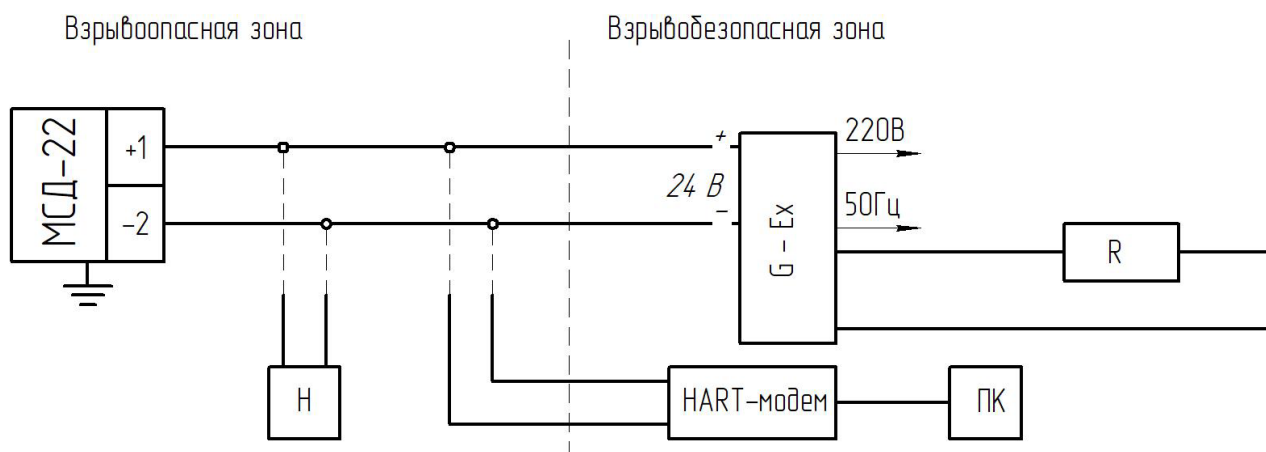 Взрывоопасная зона
Взрывобезопасная зона
МСД-22
+1
-2
+
24 В
-
G - Ex
220В
50Гц
R
H
HART-модем
ПК